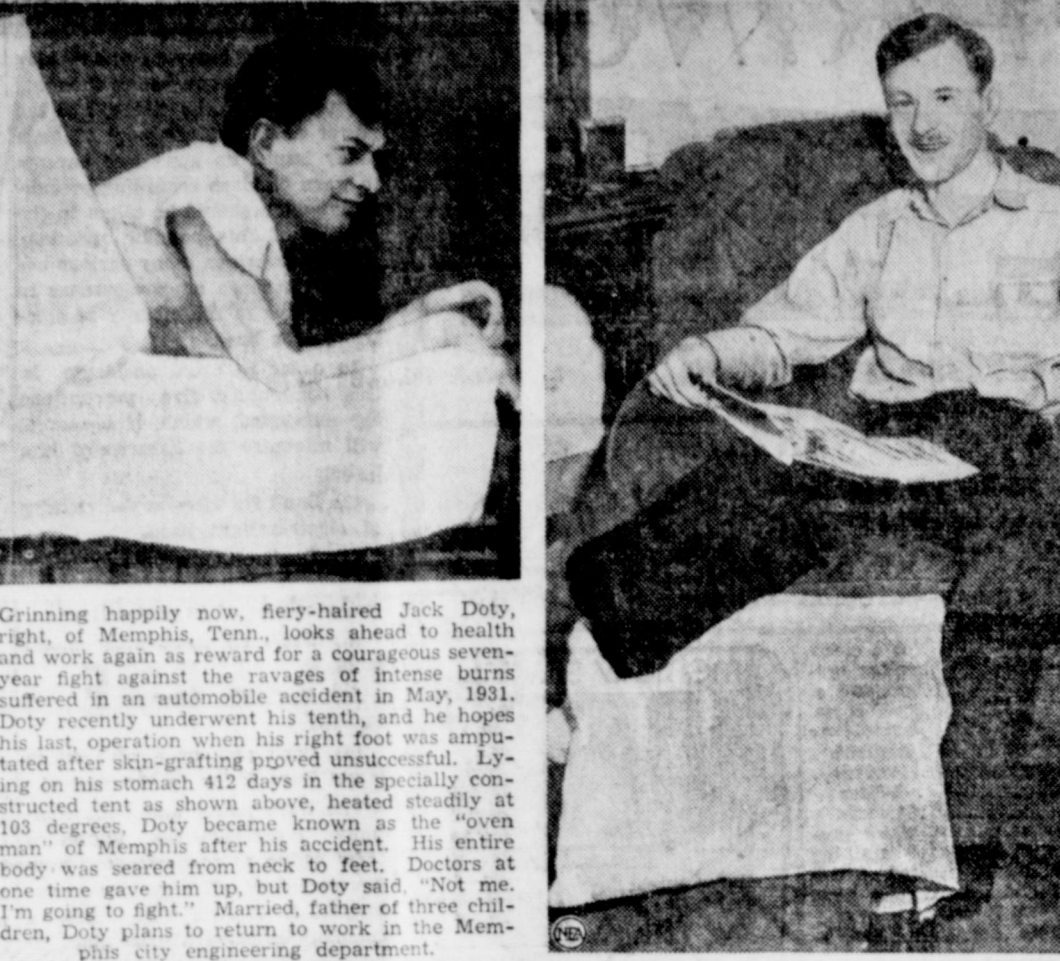 Grinning happily now, fiery-haired Jack Doty,
right, of Memphis, Tenn., looks ahead to health
and work again as reward for a courageous seven-
year fight against the ravages of intense burns
suffered in an automobile accident in May, 1931.
Doty recently underwent his tenth, and he hopes
his last, operation when his right foot was ampu-
tated after skin-grafting proved unsuccessful. Ly-
ing on his stomach 412 days in the specially con-
structed tent as shown above, heated steadily at
103 degrees, Doty became known as the "oven
man" of Memphis after his accident. His entire
body was seared from neck to feet. Doctors at
one time gave him up, but Doty said, "Not me.
I'm going to fight." Married, father of three chil-
dren, Doty plans to return to work in the Mem-
phis city engineering department.
NEA